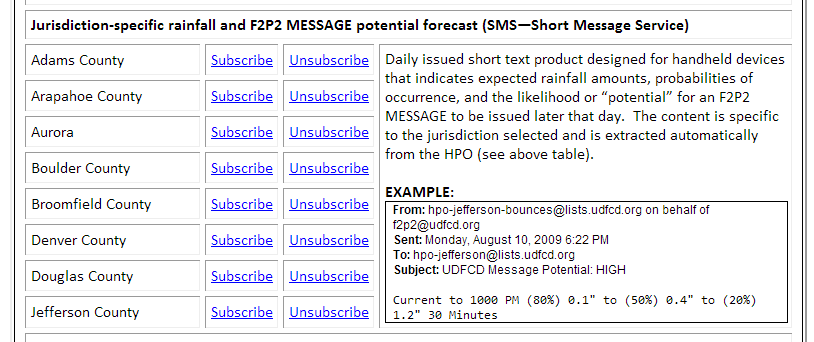 Jurisdiction-specific rainfall and F2P2 MESSAGE potential forecast (SMS—Short Message Service)
Adams County Subscribe Unsubscribe
Arapahoe County Subscribe Unsubscribe
Aurora Subscribe Unsubscribe
Boulder County Subscribe Unsubscribe
Broomfield County Subscribe Unsubscribe
Denver County Subscribe Unsubscribe
Douglas County Subscribe Unsubscribe
Jefferson County Subscribe Unsubscribe
Daily issued short text product designed for handheld devices
that indicates expected rainfall amounts, probabilities of
occurrence, and the likelihood or “potential” for an F2P2
MESSAGE to be issued later that day.  The content is specific
to the jurisdiction selected and is extracted automatically
from the HPO (see above table).
EXAMPLE:
From: hpo-jefferson-bounces@lists.udfcd.org on behalf of
f2p2@udfcd.org
Sent: Monday, August 10, 2009 6:22 PM
To: hpo-jefferson@lists.udfcd.org
Subject: UDFCD Message Potential: HIGH
Current to 1000 PM (80%) 0.1" to (50%) 0.4" to (20%)
1.2" 30 Minutes